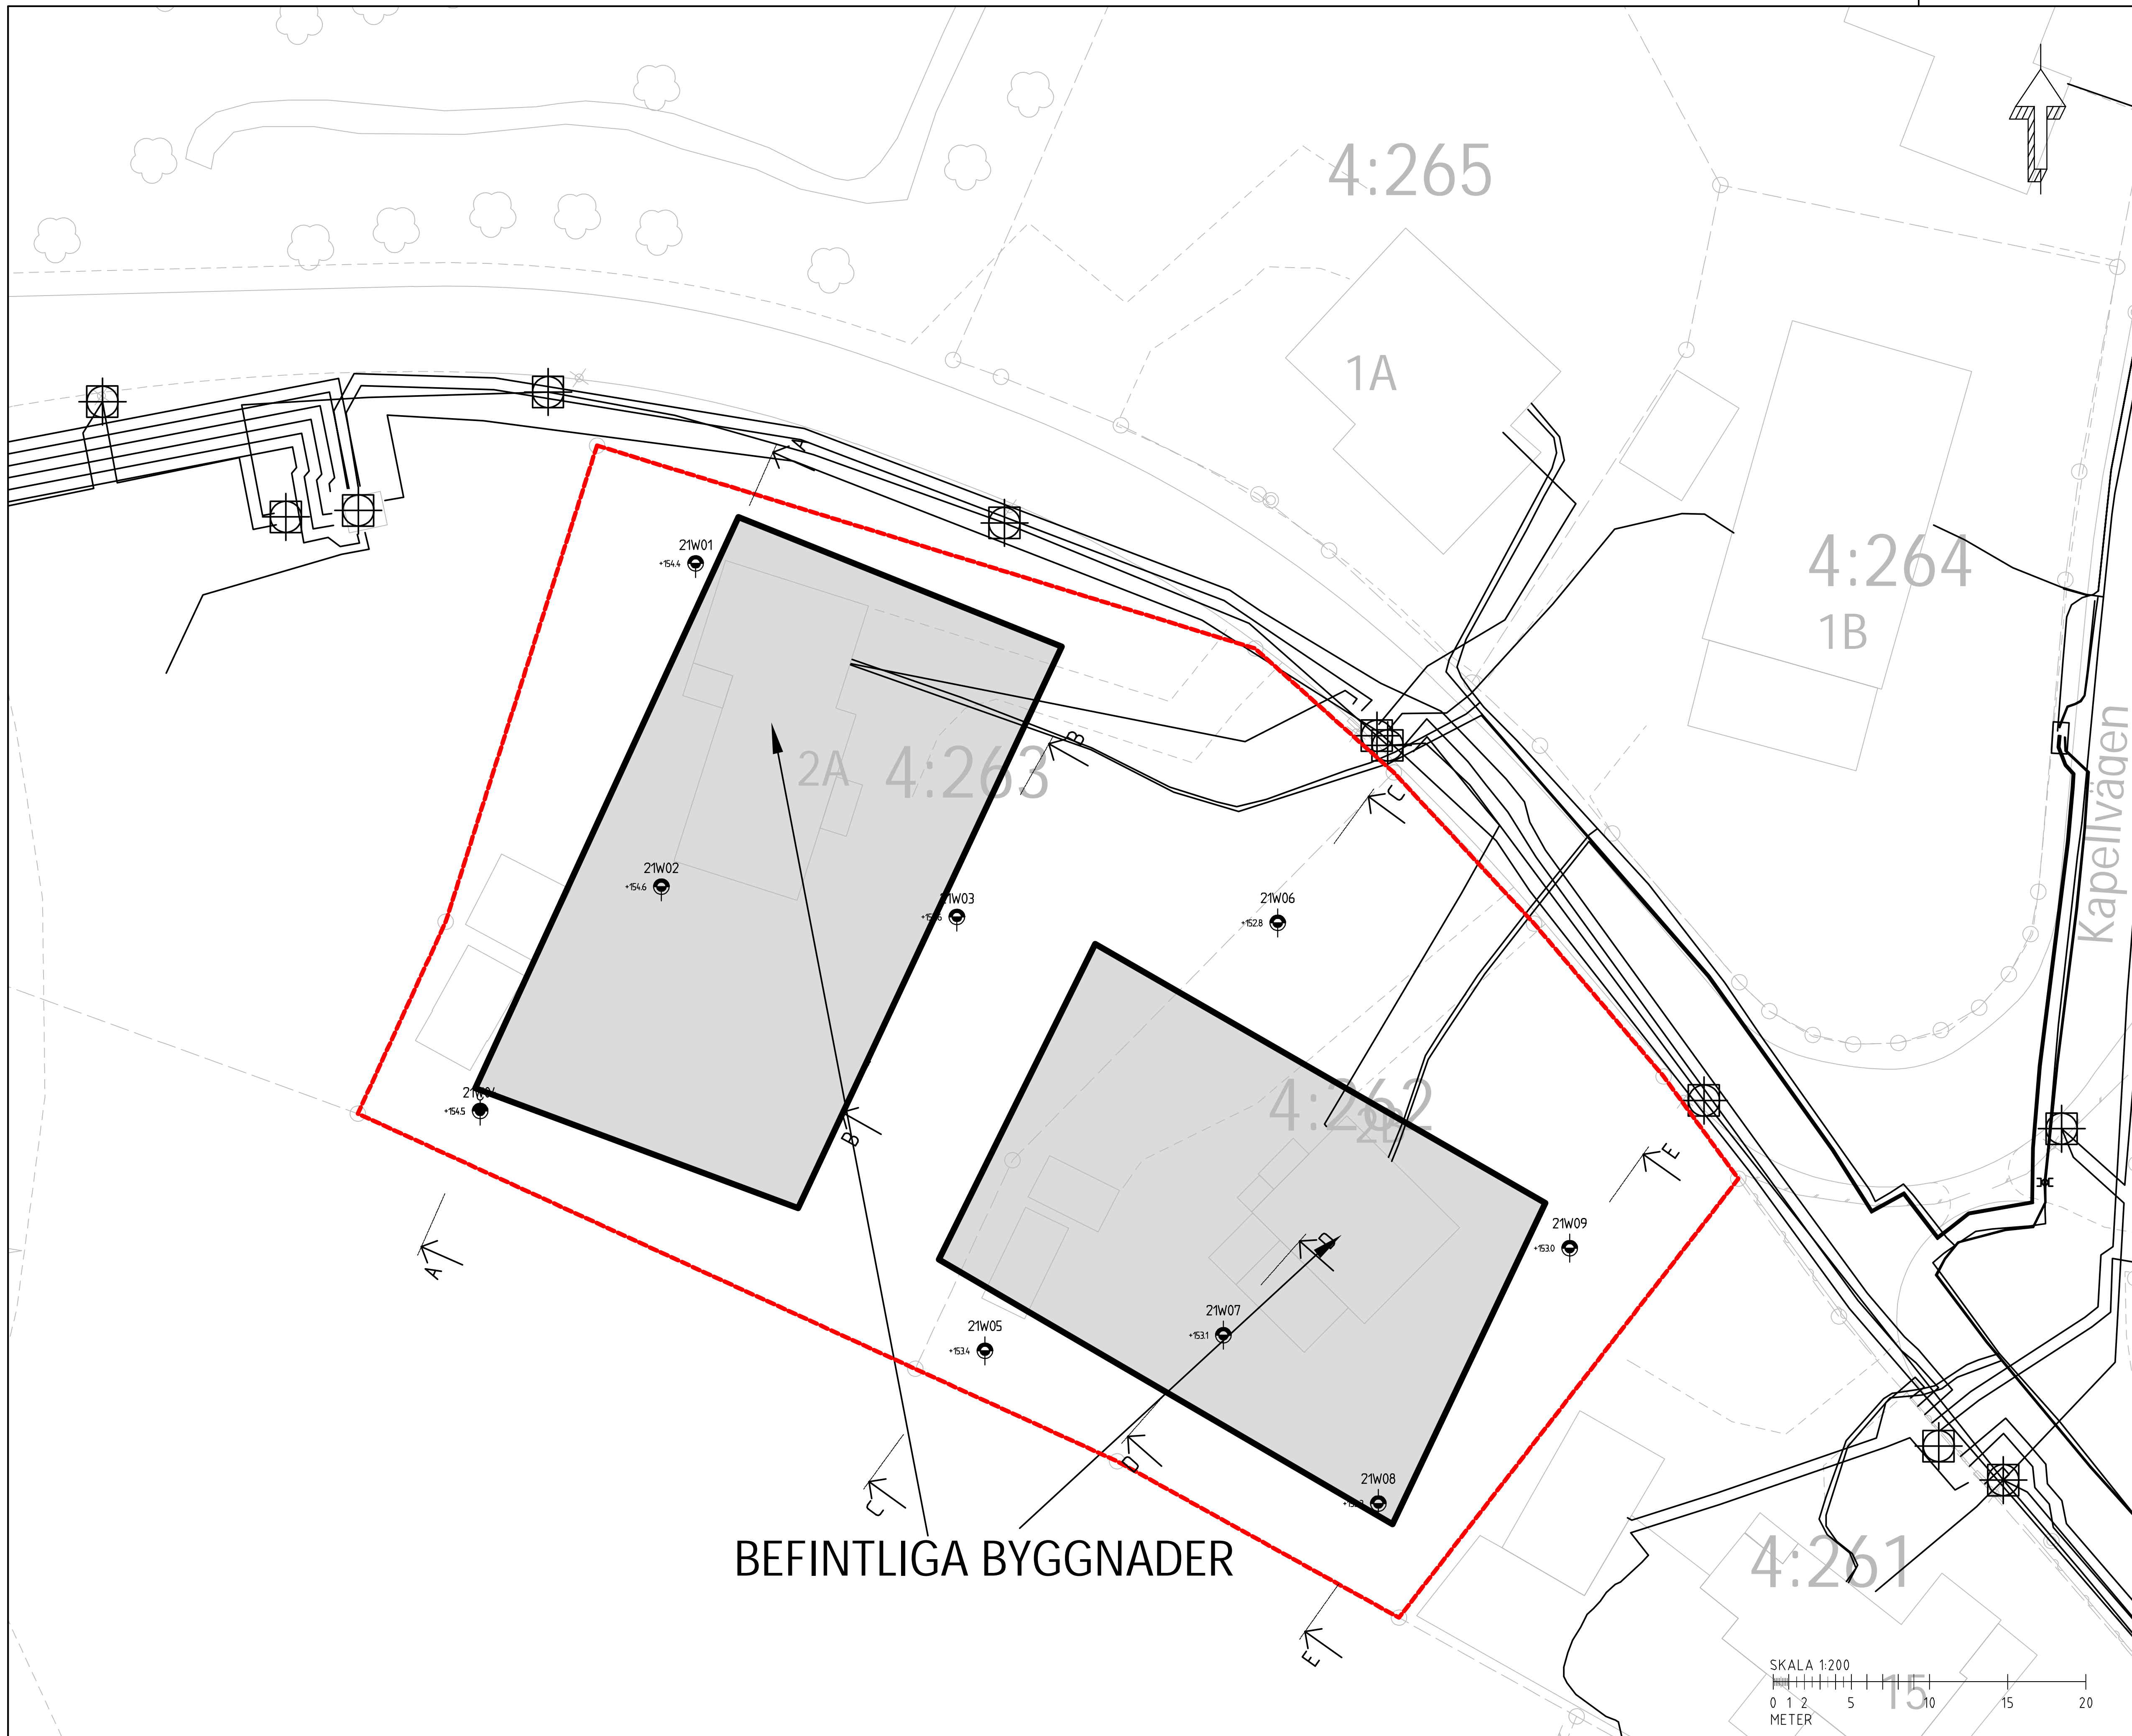 4:265
1A
4:264
1B
A
21W01
+154.4
B
2A
4:263
C
Kapellvägen
21W02
+154.6
21W03
21W06
+152.8
4:262
+154.5
B
E
21W09
+153.0
A
D
21W07
+153.1
21W05
+153.4
D
21W08
C
BEFINTLIGA BYGGNADER
4:261
E
SKALA 1:200
15
0 1 2 5 10 15 20
METER